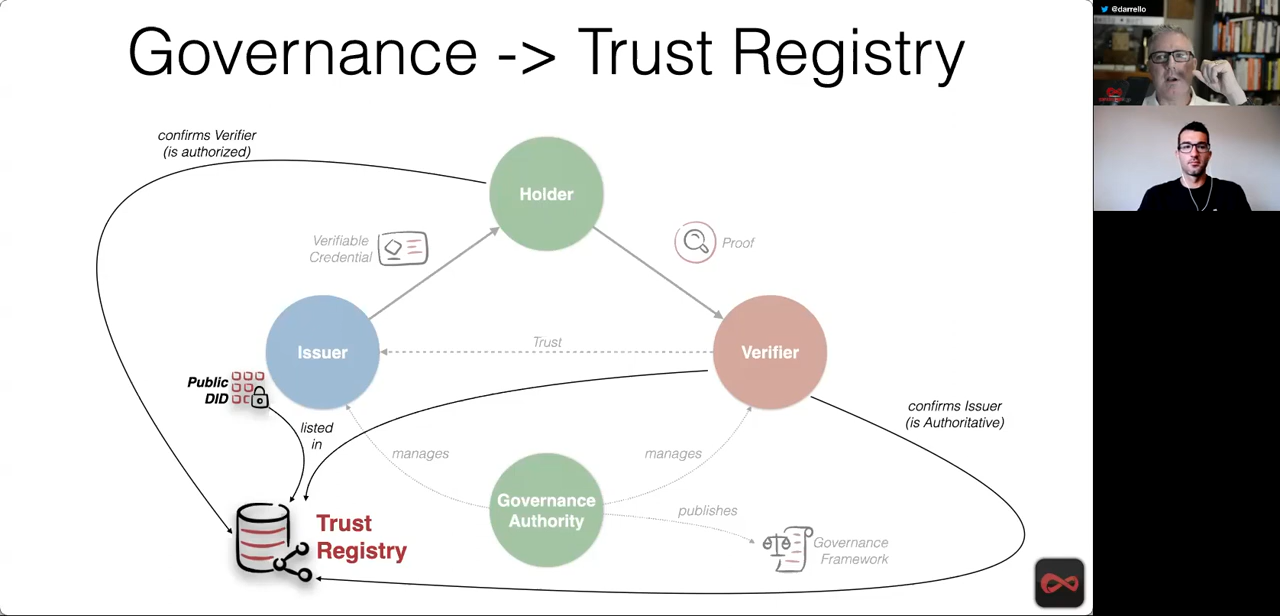 Governance -> Trust Registry
@darrello
confirms Verifier
(is authorized)
Holder
Verifiable
Credential
Proof
Issuer
Trust
Verifier
Public
DID
listed
in
confirms Issuer
(is Authoritative)
manages
manages
Governance
Authority
publishes
Trust
Registry
Governance
Framework